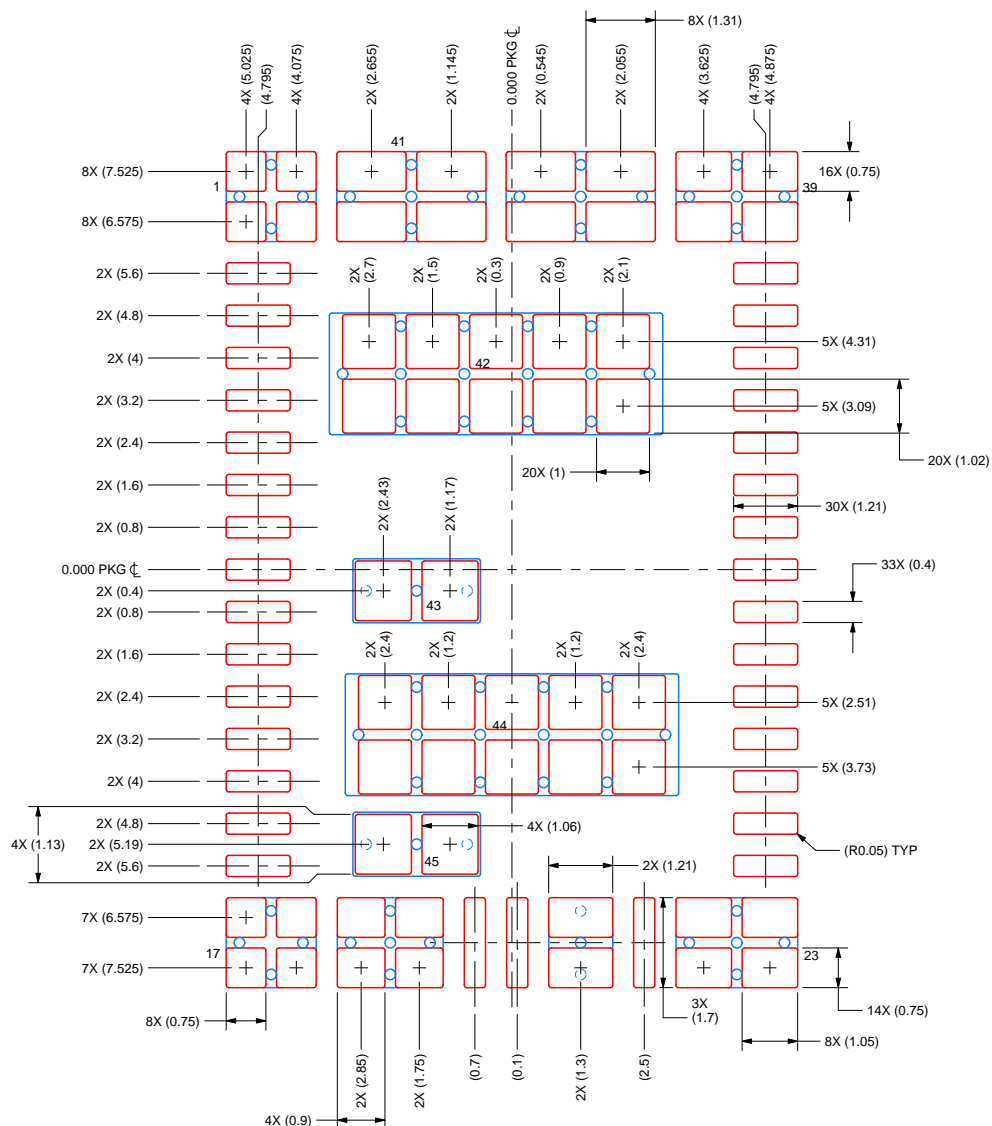 8X (1.31)
4X (5.025)
(4.795)
4X (4.075)
2X (2.655)
2X (1.145)
0.000 PKG ℄
2X (0.545)
2X (2.055)
4X (3.625)
(4.795)
4X (4.875)
41
8X (7.525)
1
16X (0.75)
39
8X (6.575)
2X (5.6)
2X
(2.7)
2X
(1.5)
2X
(0.3)
2X
(0.9)
2X
(2.1)
2X (4.8)
5X (4.31)
2X (4)
42
2X (3.2)
5X (3.09)
2X (2.4)
20X (1.02)
20X (1)
2X (1.6)
2X (2.43)
2X (1.17)
30X (1.21)
2X (0.8)
0.000 PKG ℄
33X (0.4)
2X (0.4)
43
2X (0.8)
2X (1.6)
2X
(2.4)
2X
(1.2)
2X
(1.2)
2X
(2.4)
2X (2.4)
5X (2.51)
44
2X (3.2)
5X (3.73)
2X (4)
2X (4.8)
4X (1.06)
4X (1.13)
2X (5.19)
(R0.05) TYP
45
2X (5.6)
2X (1.21)
7X (6.575)
17
23
7X (7.525)
3X
(1.7)
14X (0.75)
8X (0.75)
8X (1.05)
2X (2.85)
2X (1.75)
(0.7)
(0.1)
2X (1.3)
(2.5)
4X (0.9)